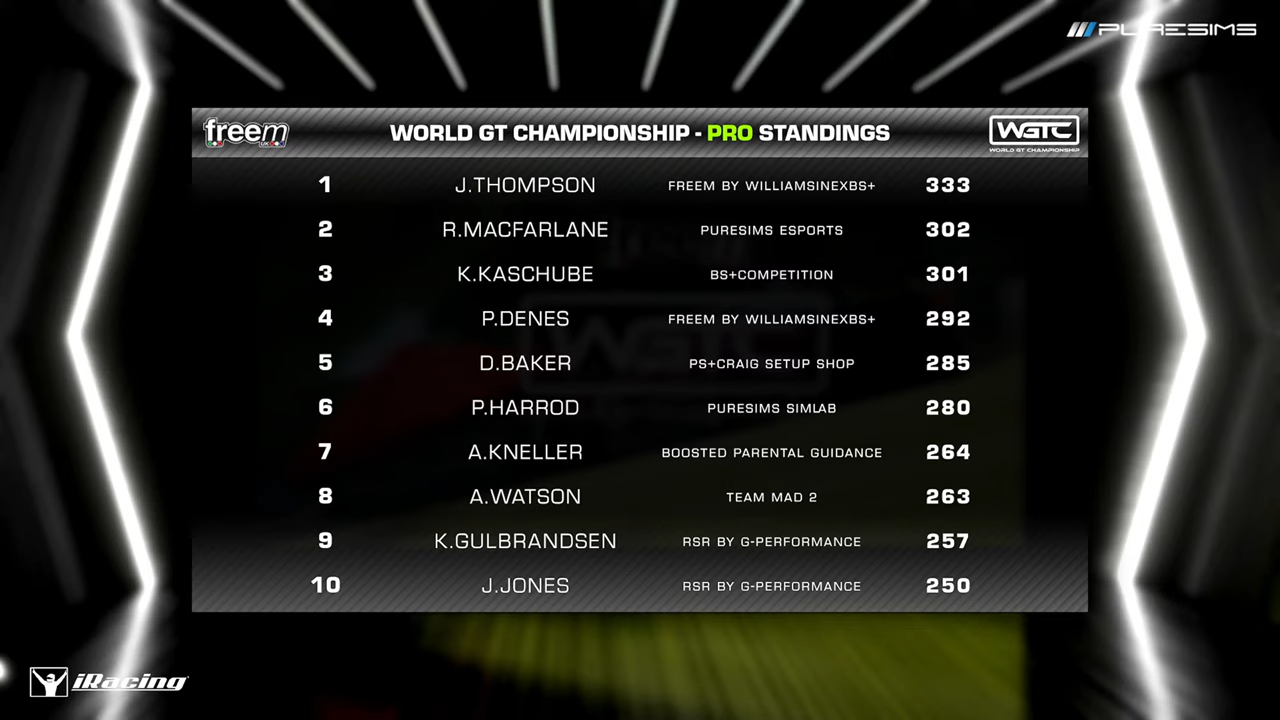 PURESIMS
freem
UK
WORLD GT CHAMPIONSHIP - PRO STANDINGS
WGTC
WORLD GT CHAMPIONSHIP
1 J.THOMPSON FREEM BY WILLIAMSINEXBS+ 333
2 R.MACFARLANE PURESIMS ESPORTS 302
3 K.KASCHUBE BS+COMPETITION 301
4 P.DENES FREEM BY WILLIAMSINEXBS+ 292
5 D.BAKER PS+CRAIG SETUP SHOP 285
6 P.HARROD PURESIMS SIMLAB 280
7 A.KNELLER BOOSTED PARENTAL GUIDANCE 264
8 A.WATSON TEAM MAD 2 263
9 K.GULBRANDSEN RSR BY G-PERFORMANCE 257
10 J.JONES RSR BY G-PERFORMANCE 250
WGTC
iRacing